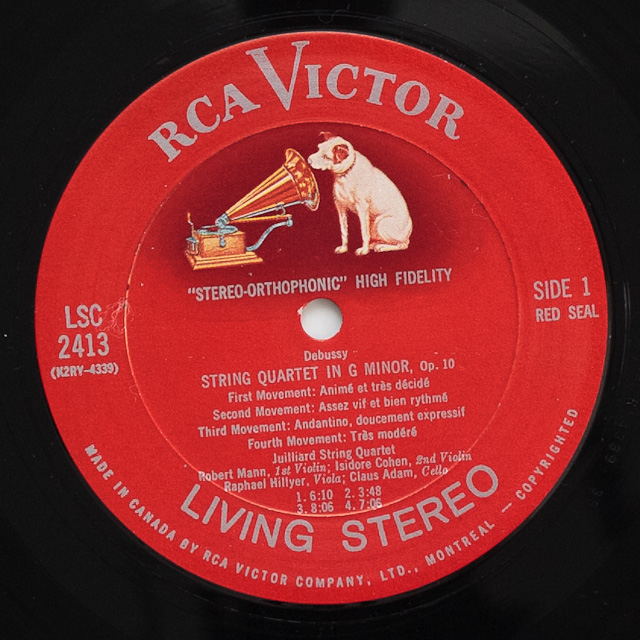 RCA VICTOR
"STEREO-ORTHOPHONIC" HIGH FIDELITY
LSC
2413
(K2RY-4339)
SIDE 1
RED SEAL
Debussy
STRING QUARTET IN G MINOR, Op. 10
First Movement: Animé et très décidé
Second Movement: Assez vif et bien rythmé
Third Movement: Andantino, doucement expressif
Fourth Movement: Très modéré
Juilliard String Quartet
Robert Mann, 1st Violin; Isidore Cohen, 2nd Violin
Raphael Hillyer, Viola; Claus Adam, Cello
1. 6:10 2. 3:48
3. 8:06 4. 7:06
LIVING STEREO
MADE IN CANADA BY RCA VICTOR COMPANY, LTD., MONTREAL — COPYRIGHTED